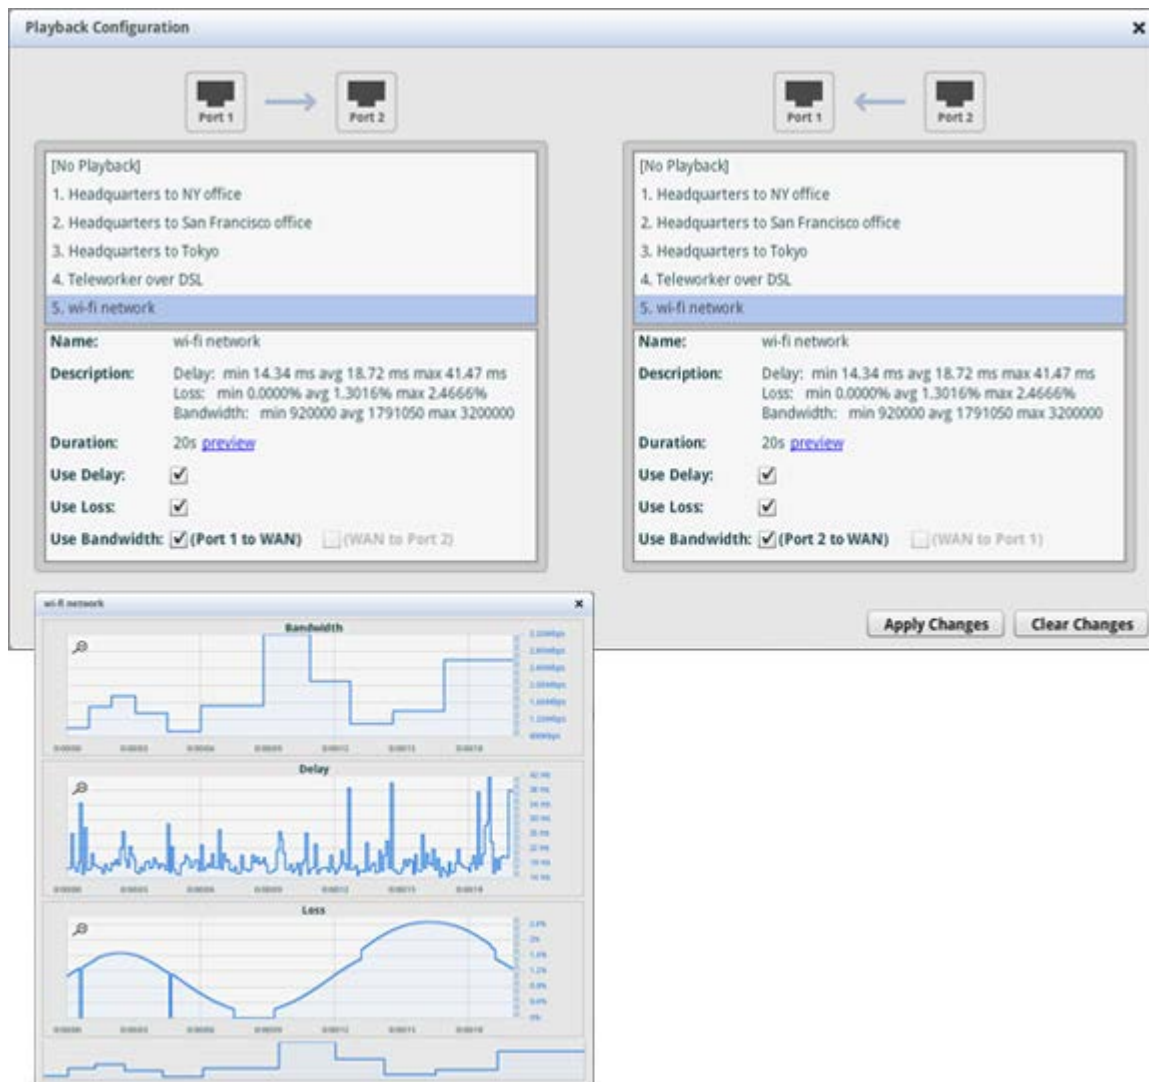 Playback Configuration
Port 1
Port 2
[No Playback]
1. Headquarters to NY office
2. Headquarters to San Francisco office
3. Headquarters to Tokyo
4. Teleworker over DSL
5. wi-fi network
Name: wi-fi network
Description: Delay: min 14.34 ms avg 18.72 ms max 41.47 ms
Loss: min 0.0000% avg 1.3016% max 2.4666%
Bandwidth: min 920000 avg 1791050 max 3200000
Duration: 20s preview
Use Delay:
Use Loss:
Use Bandwidth: (Port 1 to WAN) (WAN to Port 2)
Port 1
Port 2
[No Playback]
1. Headquarters to NY office
2. Headquarters to San Francisco office
3. Headquarters to Tokyo
4. Teleworker over DSL
5. wi-fi network
Name: wi-fi network
Description: Delay: min 14.34 ms avg 18.72 ms max 41.47 ms
Loss: min 0.0000% avg 1.3016% max 2.4666%
Bandwidth: min 920000 avg 1791050 max 3200000
Duration: 20s preview
Use Delay:
Use Loss:
Use Bandwidth: (Port 2 to WAN) (WAN to Port 1)
Apply Changes
Clear Changes
wi-fi network
Bandwidth
Delay
Loss